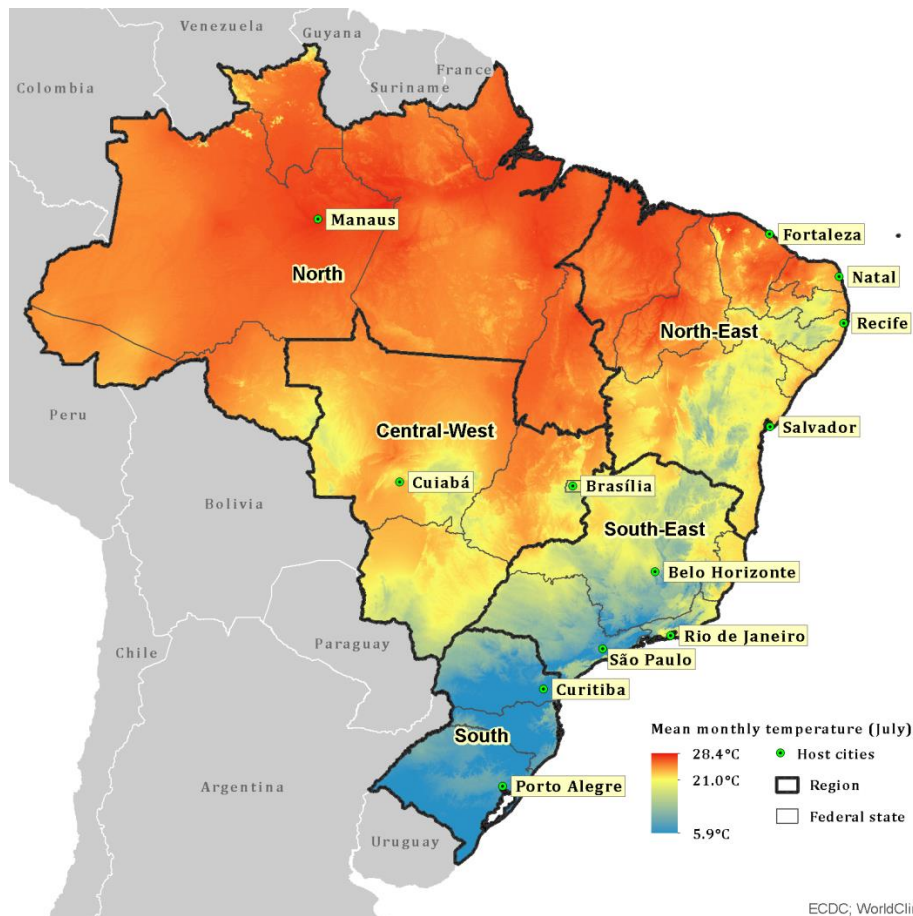 Venezuela
Guyana
France
Colombia
Suriname
Manaus
Fortaleza
North
Natal
Recife
North-East
Peru
Central-West
Salvador
Cuiabá
Brasília
Bolivia
South-East
Belo Horizonte
Rio de Janeiro
Paraguay
Chile
São Paulo
Curitiba
Mean monthly temperature (July)
South
28.4°C
Host cities
21.0°C
Region
Argentina
Porto Alegre
Federal state
5.9°C
Uruguay
ECDC; WorldCli